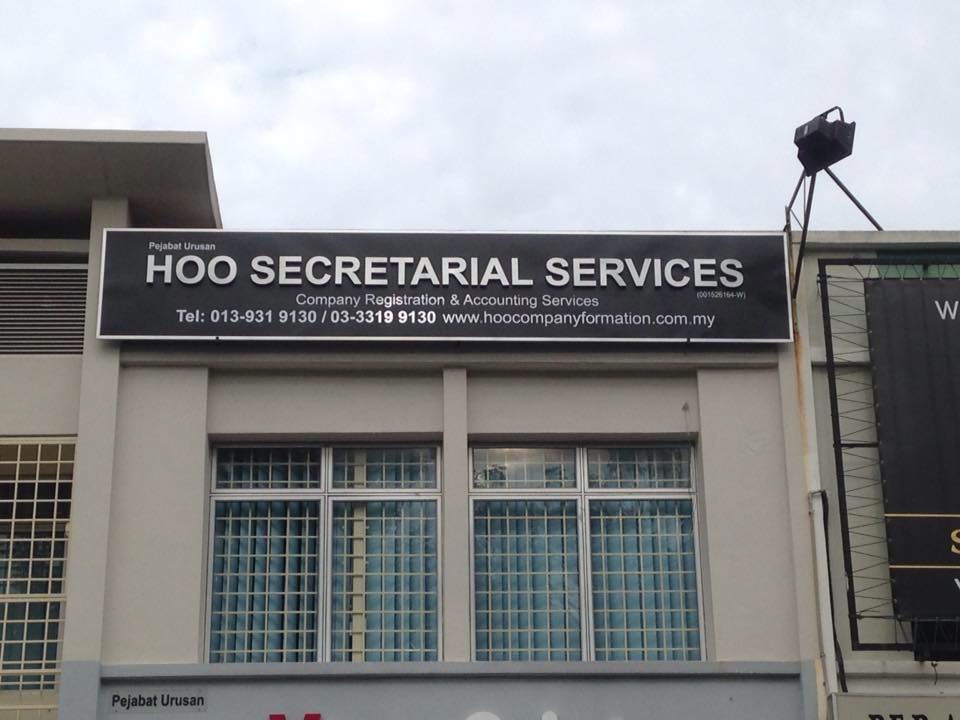 Pejabat Urusan
HOO SECRETARIAL SERVICES
(001526164-W)
Company Registration & Accounting Services
Tel: 013-931 9130 / 03-3319 9130 www.hoocompanyformation.com.my
Pejabat Urusan